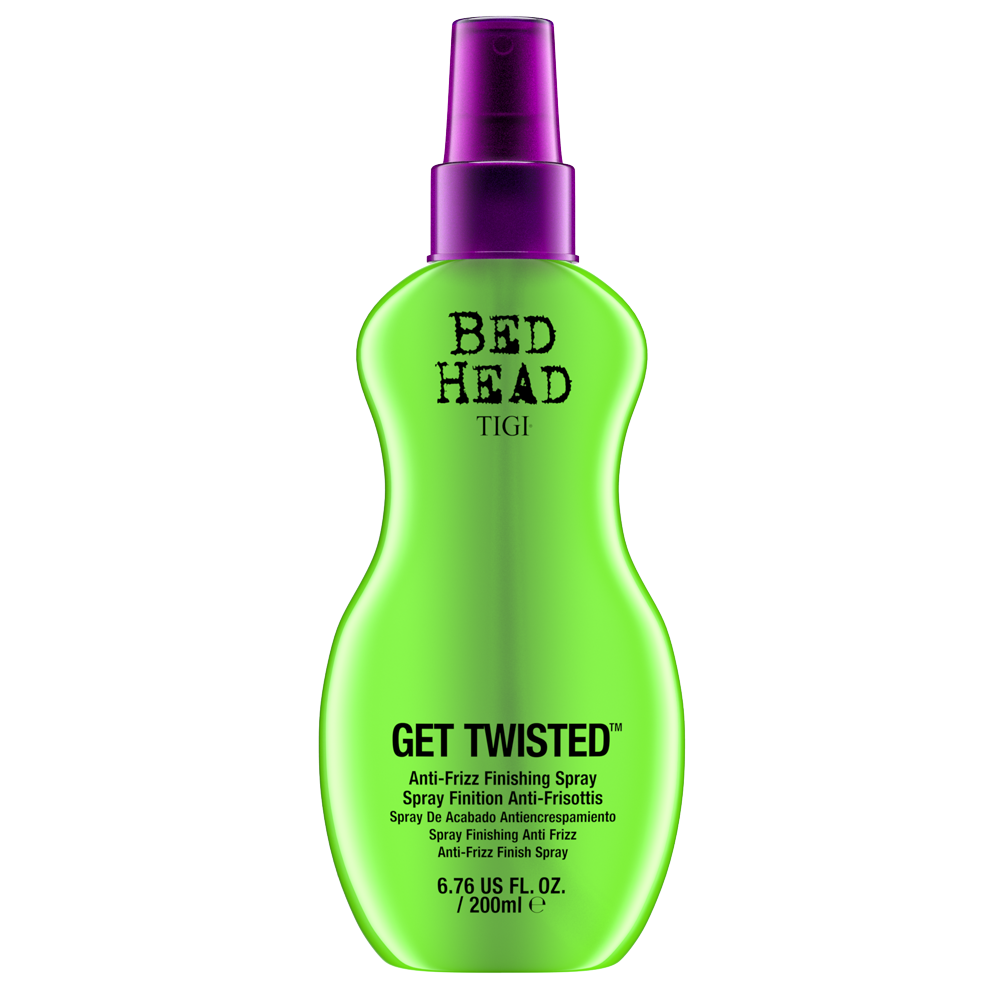 BED
HEAD
TIGI®
GET TWISTED™
Anti-Frizz Finishing Spray
Spray Finition Anti-Frisottis
Spray De Acabado Antiencrespamiento
Spray Finishing Anti Frizz
Anti-Frizz Finish Spray
6.76 US FL. OZ.
/ 200ml ℮